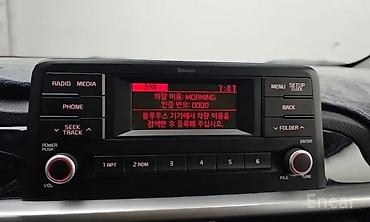 Bluetooth
1:41
RADIO MEDIA
차량 이름: MORNING
인증 번호: 0000
MENU SETUP
PHONE
블루투스 기기에서 차량 이름을
검색한 후 등록해 주십시오.
BACK
SEEK
TRACK
FOLDER
POWER
PUSH
ENTER
1 RPT 2 RDM 3 4 5 6
VOL
FILE TUNE
Encar